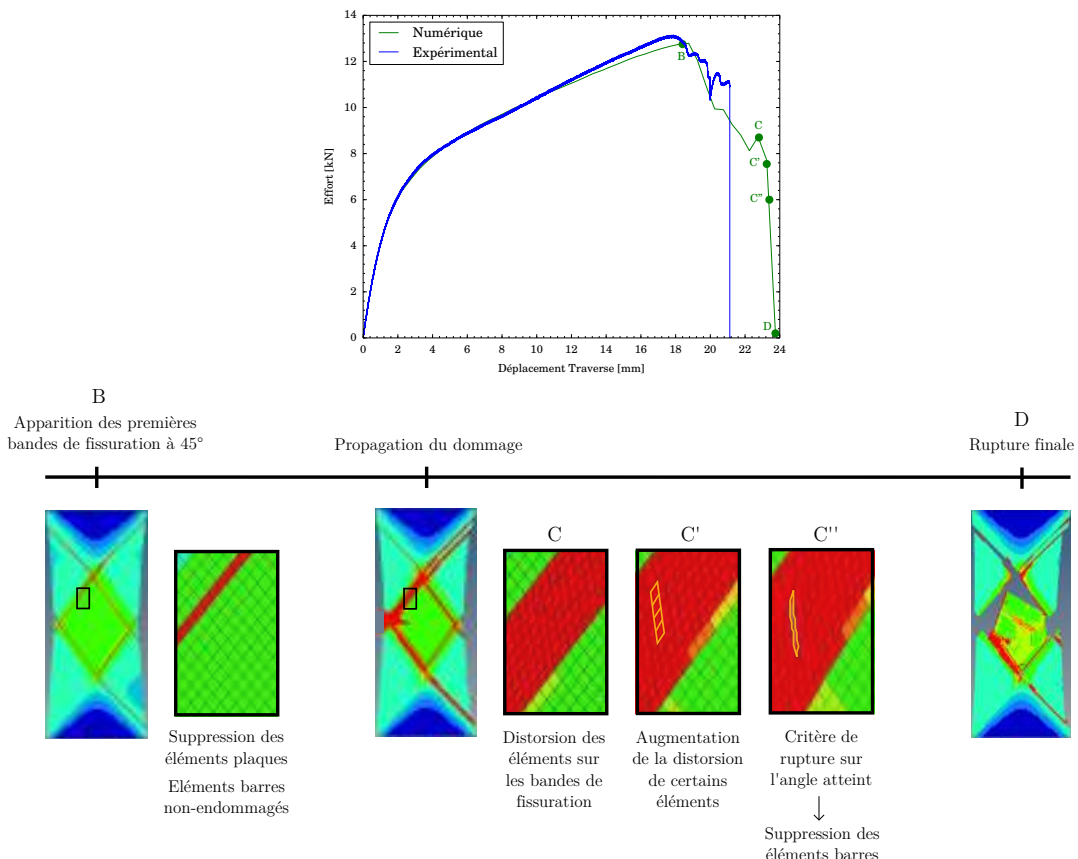 14
12
10
8
6
4
2
0
Effort [kN]
Numérique
Expérimental
B
C
C'
C"
D
0 2 4 6 8 10 12 14 16 18 20 22 24
Déplacement Traverse [mm]
B
Apparition des premières
bandes de fissuration à 45°
Propagation du dommage
D
Rupture finale
C
C'
C''
Suppression des
éléments plaques
Eléments barres
non-endommagés
Distorsion des
éléments sur
les bandes de
fissuration
Augmentation
de la distorsion
de certains
éléments
Critère de
rupture sur
l'angle atteint
Suppression des
éléments barres